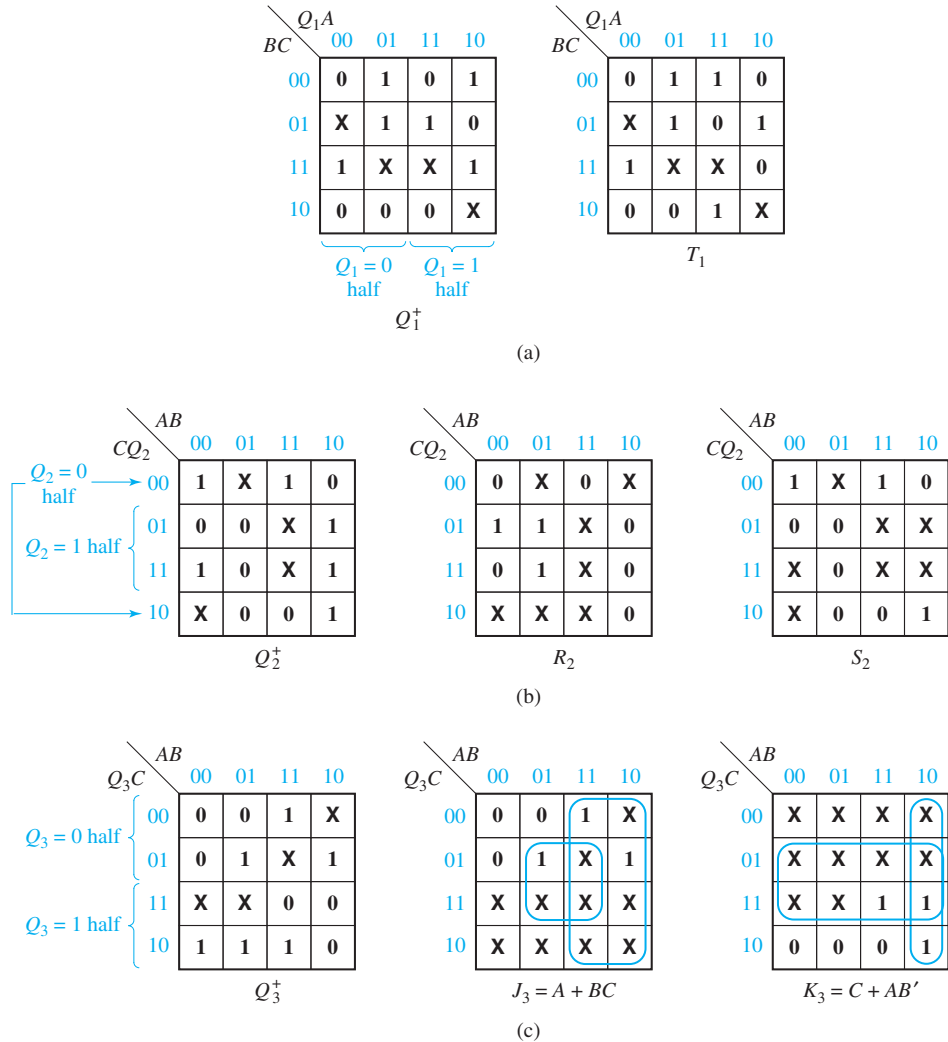 Q₁A Q₁A
BC 00 01 11 10 BC 00 01 11 10
00 0 1 0 1 00 0 1 1 0
01 X 1 1 0 01 X 1 0 1
11 1 X X 1 11 1 X X 0
10 0 0 0 X 10 0 0 1 X
Q₁ = 0 half Q₁ = 1 half T₁
Q₁⁺
(a)
AB AB AB
CQ₂ 00 01 11 10 CQ₂ 00 01 11 10 CQ₂ 00 01 11 10
Q₂ = 0 half 00 1 X 1 0 00 0 X 0 X 00 1 X 1 0
01 0 0 X 1 01 1 1 X 0 01 0 0 X X
Q₂ = 1 half
11 1 0 X 1 11 0 1 X 0 11 X 0 X X
10 X 0 0 1 10 X X X 0 10 X 0 0 1
Q₂⁺ R₂ S₂
(b)
AB AB AB
Q₃C 00 01 11 10 Q₃C 00 01 11 10 Q₃C 00 01 11 10
00 0 0 1 X 00 0 0 1 X 00 X X X X
Q₃ = 0 half
01 0 1 X 1 01 0 1 X 1 01 X X X X
11 X X 0 0 11 X X X X 11 X X 1 1
Q₃ = 1 half
10 1 1 1 0 10 X X X X 10 0 0 0 1
Q₃⁺ J₃ = A + BC K₃ = C + AB′
(c)